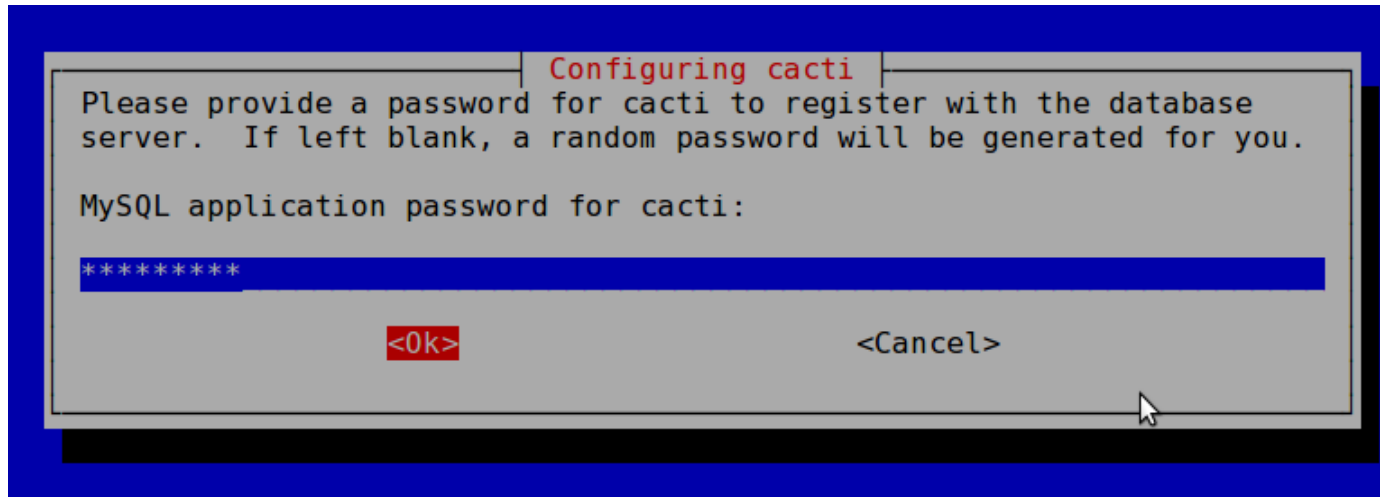 Configuring cacti
Please provide a password for cacti to register with the database
server.  If left blank, a random password will be generated for you.
MySQL application password for cacti:
*********
<Ok> <Cancel>